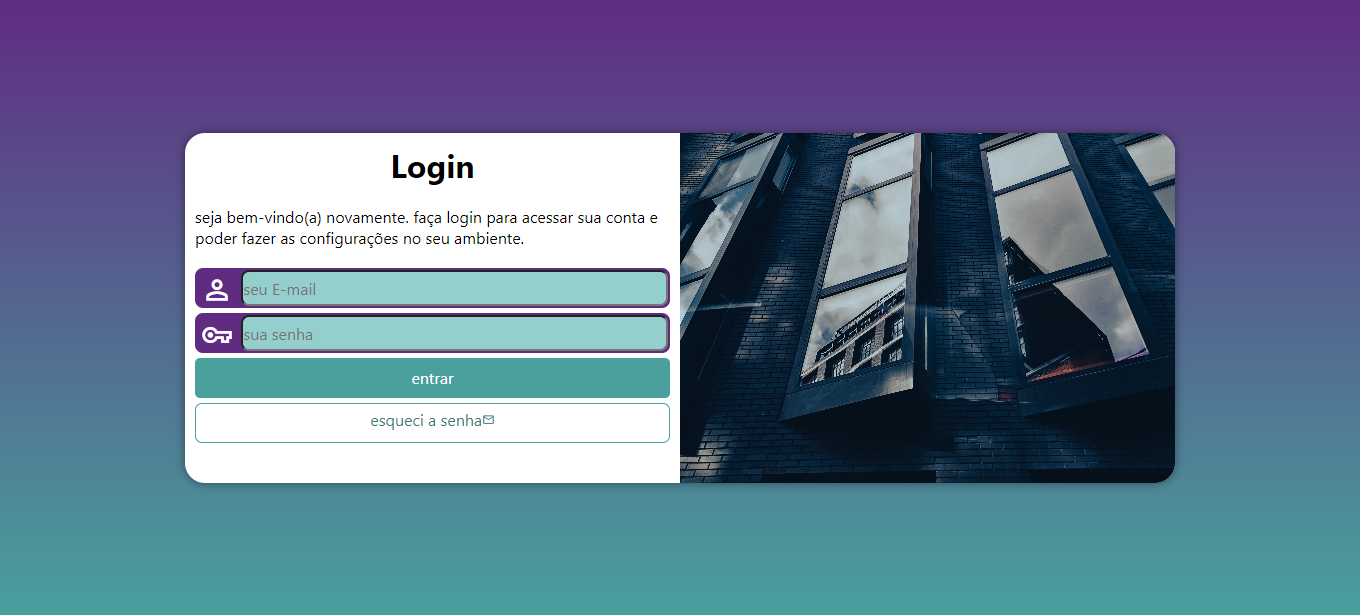 Login
seja bem-vindo(a) novamente. faça login para acessar sua conta e
poder fazer as configurações no seu ambiente.
seu E-mail
sua senha
entrar
esqueci a senha